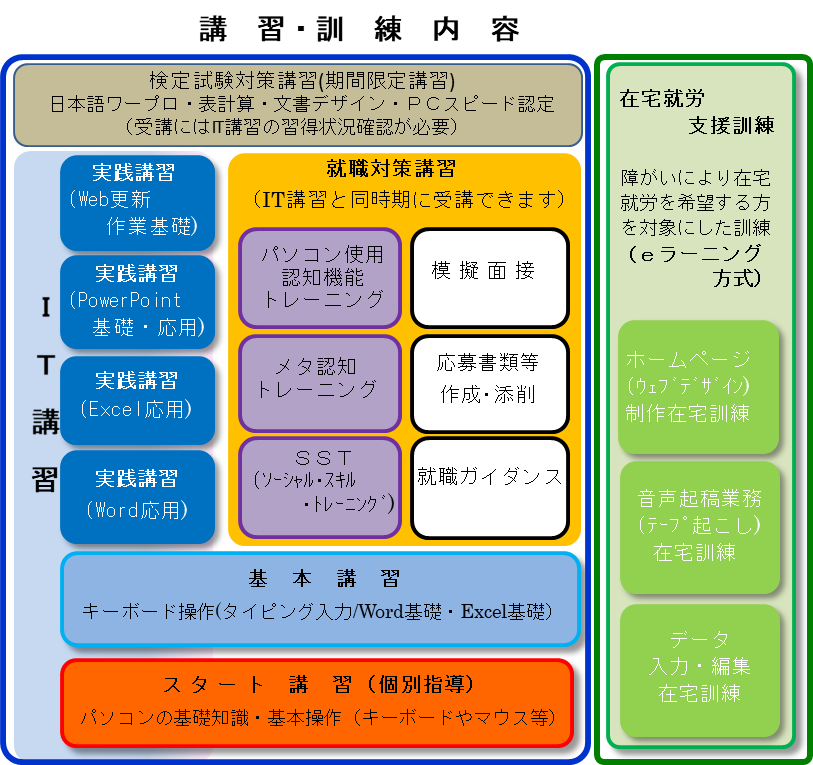 講習・訓練内容
検定試験対策講習(期間限定講習)
日本語ワープロ・表計算・文書デザイン・PCスピード認定
(受講にはIT講習の習得状況確認が必要)
IT講習
実践講習
(Web更新
作業基礎)
実践講習
(PowerPoint
基礎・応用)
実践講習
(Excel応用)
実践講習
(Word応用)
就職対策講習
(IT講習と同時期に受講できます)
パソコン使用
認知機能
トレーニング
模擬面接
メタ認知
トレーニング
応募書類等
作成・添削
SST
(ソーシャル・スキル
・トレーニング)
就職ガイダンス
基本講習
キーボード操作(タイピング入力/Word基礎・Excel基礎)
スタート講習(個別指導)
パソコンの基礎知識・基本操作(キーボードやマウス等)
在宅就労
支援訓練
障がいにより在宅
就労を希望する方
を対象にした訓練
(eラーニング
方式)
ホームページ
(ウェブデザイン)
制作在宅訓練
音声起稿業務
(テープ起こし)
在宅訓練
データ
入力・編集
在宅訓練